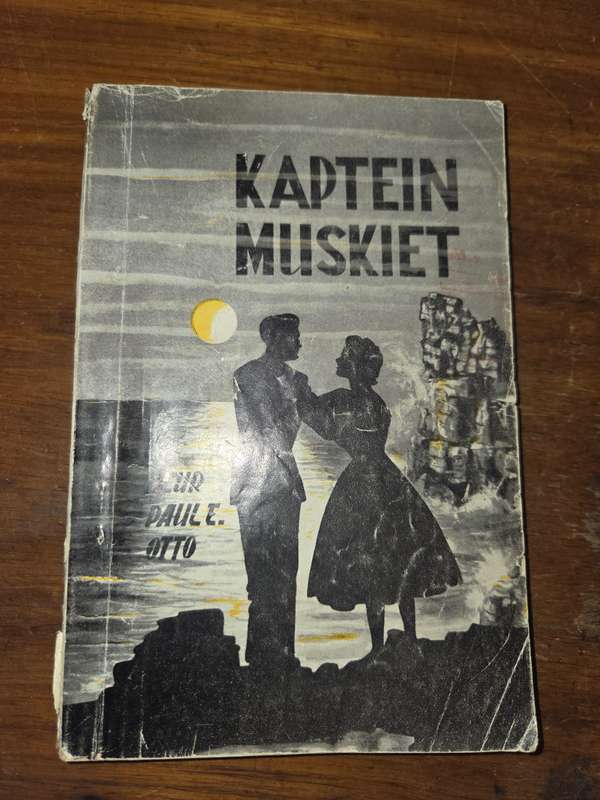 KAPTEIN
MUSKIET
DEUR
PAUL E.
OTTO